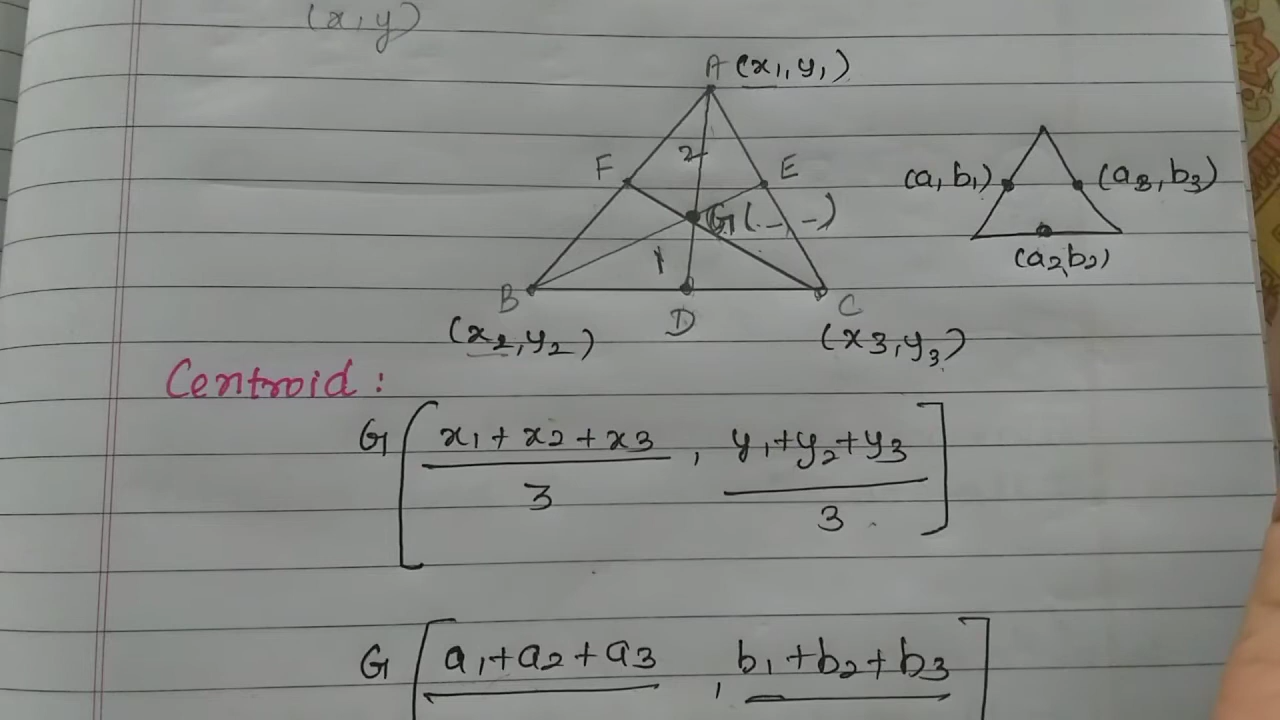 (x, y)
A (x1, y1)
F 2 E
(a, b1) (a3, b3)
G(-, -)
1
(a2, b2)
B D C
(x2, y2) (x3, y3)
Centroid :
G [ x1 + x2 + x3 / 3 , y1 + y2 + y3 / 3 ]
G [ a1 + a2 + a3 , b1 + b2 + b3 ]